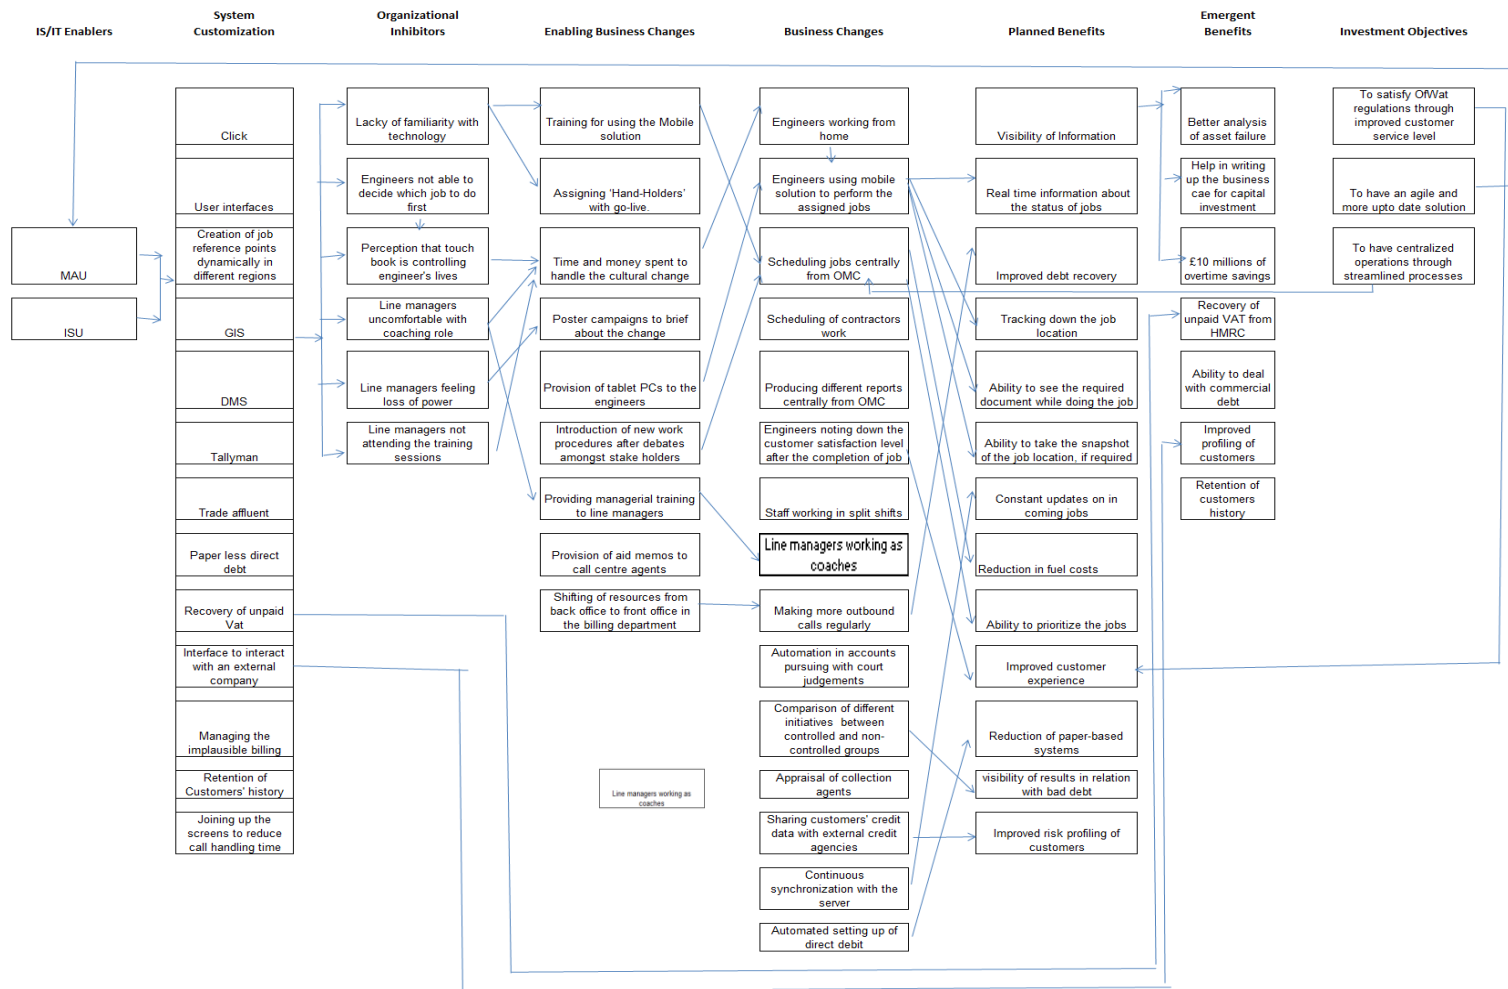 IS/IT Enablers
System
Customization
Organizational
Inhibitors
Enabling Business Changes
Business Changes
Planned Benefits
Emergent
Benefits
Investment Objectives
MAU
ISU
Click
User interfaces
Creation of job
reference points
dynamically in
different regions
GIS
DMS
Tallyman
Trade affluent
Paper less direct
debt
Recovery of unpaid
Vat
Interface to interact
with an external
company
Managing the
implausible billing
Retention of
Customers' history
Joining up the
screens to reduce
call handling time
Lacky of familiarity with
technology
Engineers not able to
decide which job to do
first
Perception that touch
book is controlling
engineer's lives
Line managers
uncomfortable with
coaching role
Line managers feeling
loss of power
Line managers not
attending the training
sessions
Training for using the Mobile
solution
Assigning 'Hand-Holders'
with go-live.
Time and money spent to
handle the cultural change
Poster campaigns to brief
about the change
Provision of tablet PCs to the
engineers
Introduction of new work
procedures after debates
amongst stake holders
Providing managerial training
to line managers
Provision of aid memos to
call centre agents
Shifting of resources from
back office to front office in
the billing department
Line managers working as
coaches
Engineers working from
home
Engineers using mobile
solution to perform the
assigned jobs
Scheduling jobs centrally
from OMC
Scheduling of contractors
work
Producing different reports
centrally from OMC
Engineers noting down the
customer satisfaction level
after the completion of job
Staff working in split shifts
Line managers working as
coaches
Making more outbound
calls regularly
Automation in accounts
pursuing with court
judgements
Comparison of different
initiatives between
controlled and non-
controlled groups
Appraisal of collection
agents
Sharing customers' credit
data with external credit
agencies
Continuous
synchronization with the
server
Automated setting up of
direct debit
Visibility of Information
Real time information about
the status of jobs
Improved debt recovery
Tracking down the job
location
Ability to see the required
document while doing the job
Ability to take the snapshot
of the job location, if required
Constant updates on in
coming jobs
Reduction in fuel costs
Ability to prioritize the jobs
Improved customer
experience
Reduction of paper-based
systems
visibility of results in relation
with bad debt
Improved risk profiling of
customers
Better analysis
of asset failure
Help in writing
up the business
cae for capital
investment
£10 millions of
overtime savings
Recovery of
unpaid VAT from
HMRC
Ability to deal
with commercial
debt
Improved
profiling of
customers
Retention of
customers
history
To satisfy OfWat
regulations through
improved customer
service level
To have an agile and
more upto date solution
To have centralized
operations through
streamlined processes